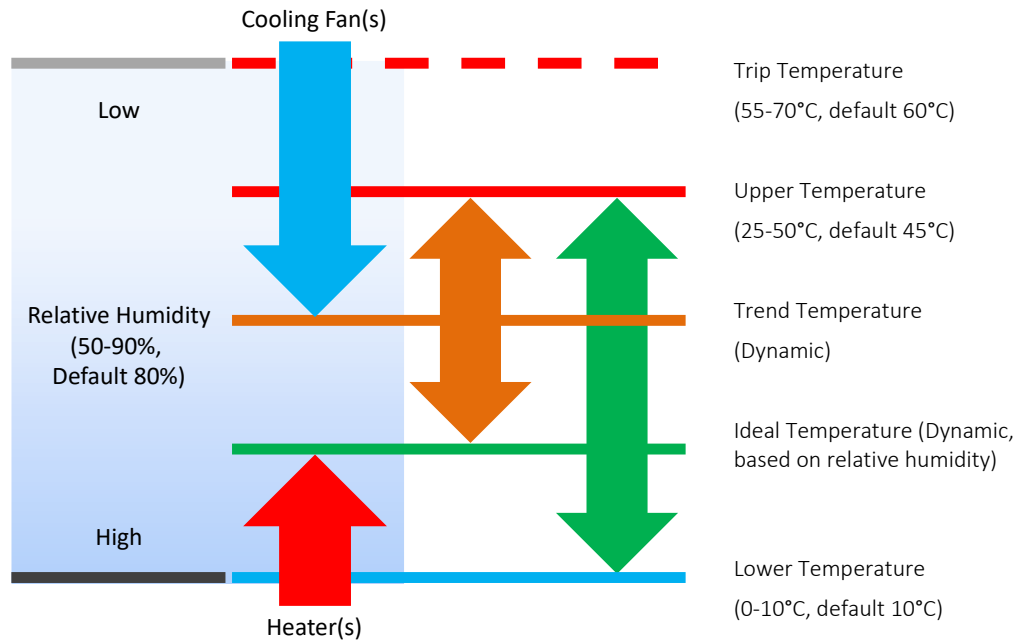 Cooling Fan(s)
Low
Relative Humidity
(50-90%,
Default 80%)
High
Heater(s)
Trip Temperature
(55-70°C, default 60°C)
Upper Temperature
(25-50°C, default 45°C)
Trend Temperature
(Dynamic)
Ideal Temperature (Dynamic,
based on relative humidity)
Lower Temperature
(0-10°C, default 10°C)